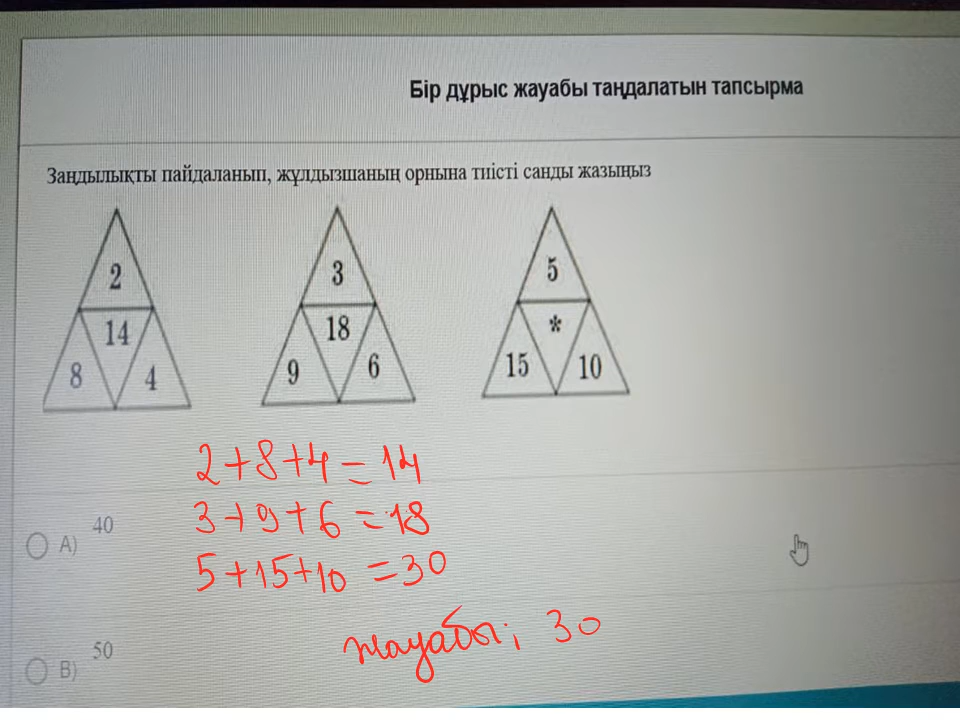 Бір дұрыс жауабы таңдалатын тапсырма
Заңдылықты пайдаланып, жұлдызшаның орнына тиісті санды жазыңыз
2
14
8 4
3
18
9 6
5
*
15 10
2+8+4=14
3+9+6=18
5+15+10=30
жауабы; 30
A) 40
B) 50